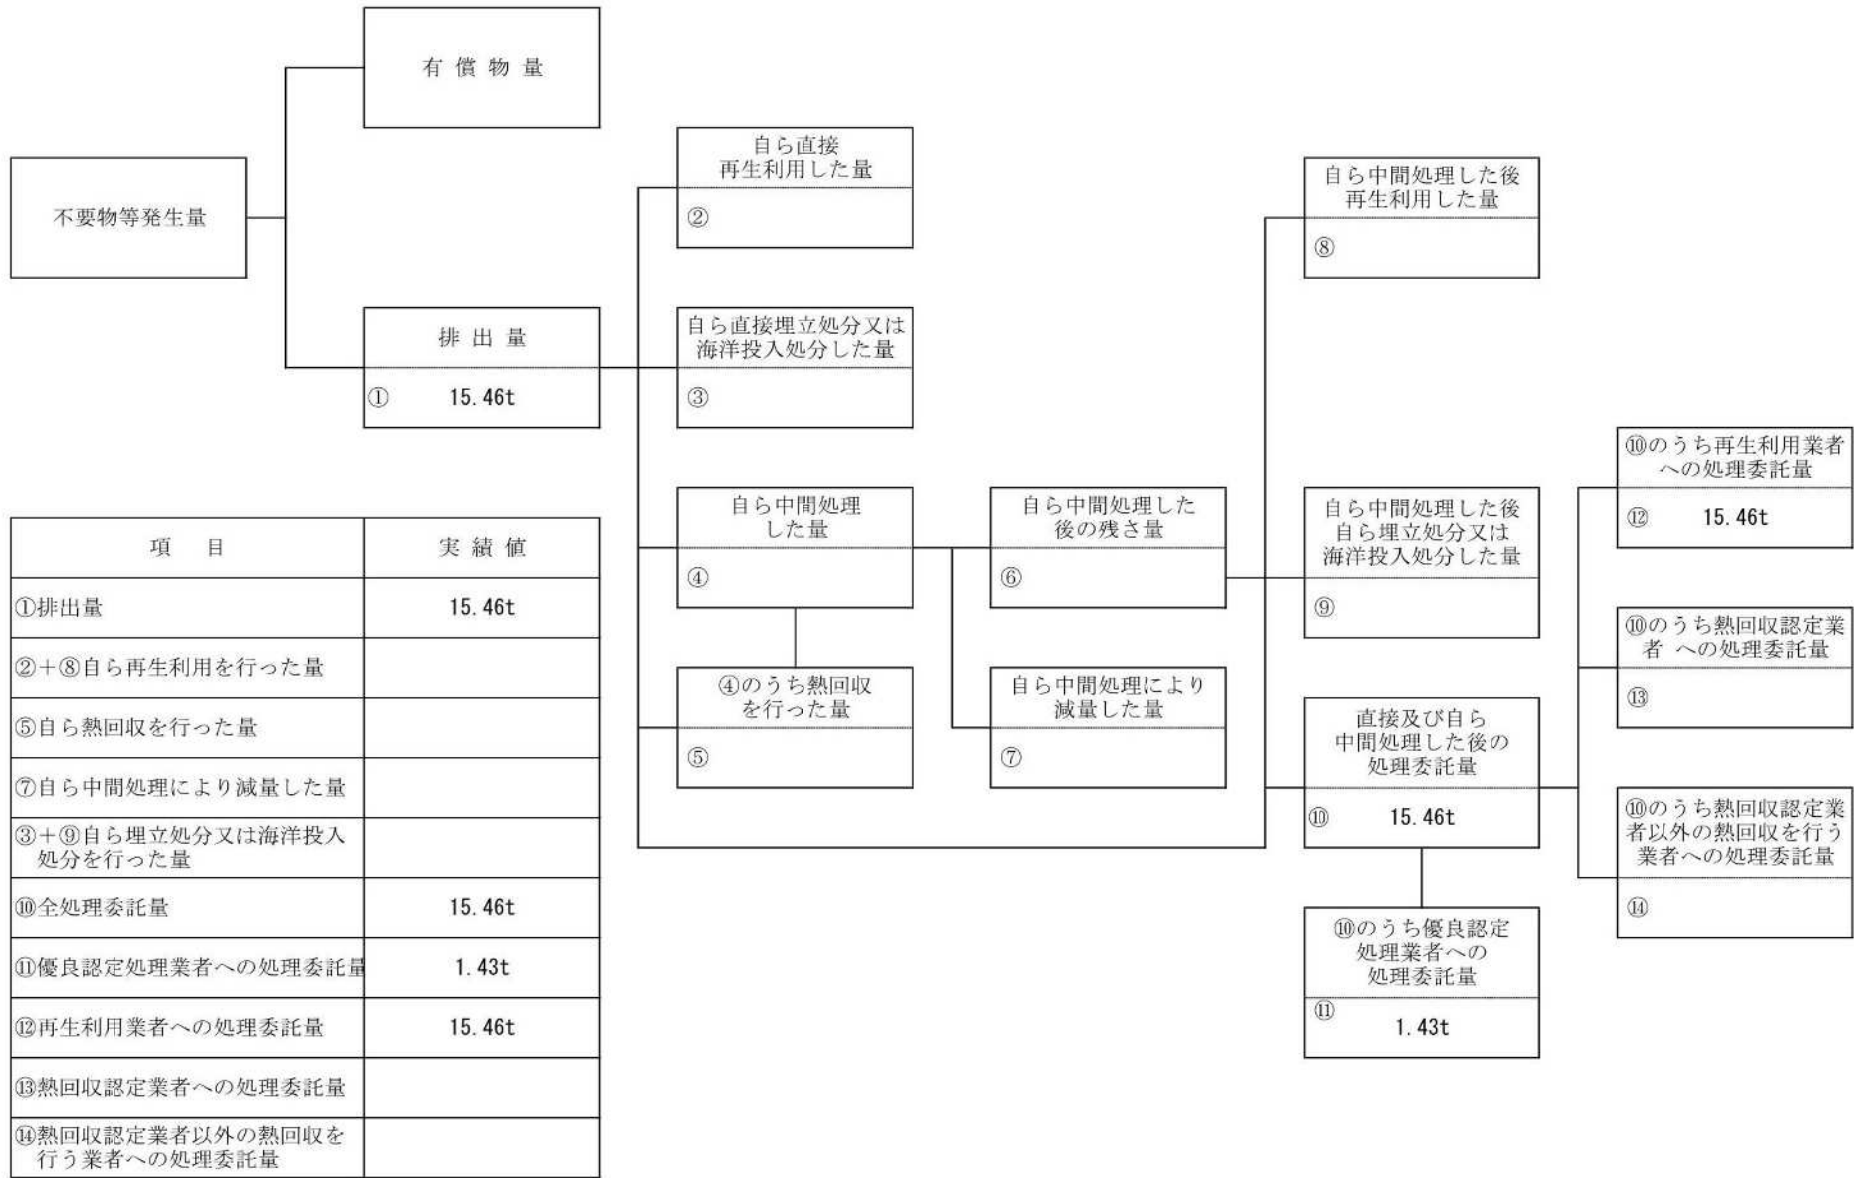 有 償 物 量
不要物等発生量
排 出 量
① 15.46t
自ら直接
再生利用した量
②
自ら直接埋立処分又は
海洋投入処分した量
③
自ら中間処理
した量
④
④のうち熱回収
を行った量
⑤
自ら中間処理した
後の残さ量
⑥
自ら中間処理により
減量した量
⑦
自ら中間処理した後
再生利用した量
⑧
自ら中間処理した後
自ら埋立処分又は
海洋投入処分した量
⑨
直接及び自ら
中間処理した後の
処理委託量
⑩ 15.46t
⑩のうち優良認定
処理業者への
処理委託量
⑪ 1.43t
⑩のうち再生利用業者
への処理委託量
⑫ 15.46t
⑩のうち熱回収認定業
者 への処理委託量
⑬
⑩のうち熱回収認定業
者以外の熱回収を行う
業者への処理委託量
⑭
項 目 実 績 値
①排出量 15.46t
②+⑧自ら再生利用を行った量
⑤自ら熱回収を行った量
⑦自ら中間処理により減量した量
③+⑨自ら埋立処分又は海洋投入
処分を行った量
⑩全処理委託量 15.46t
⑪優良認定処理業者への処理委託量 1.43t
⑫再生利用業者への処理委託量 15.46t
⑬熱回収認定業者への処理委託量
⑭熱回収認定業者以外の熱回収を
行う業者への処理委託量